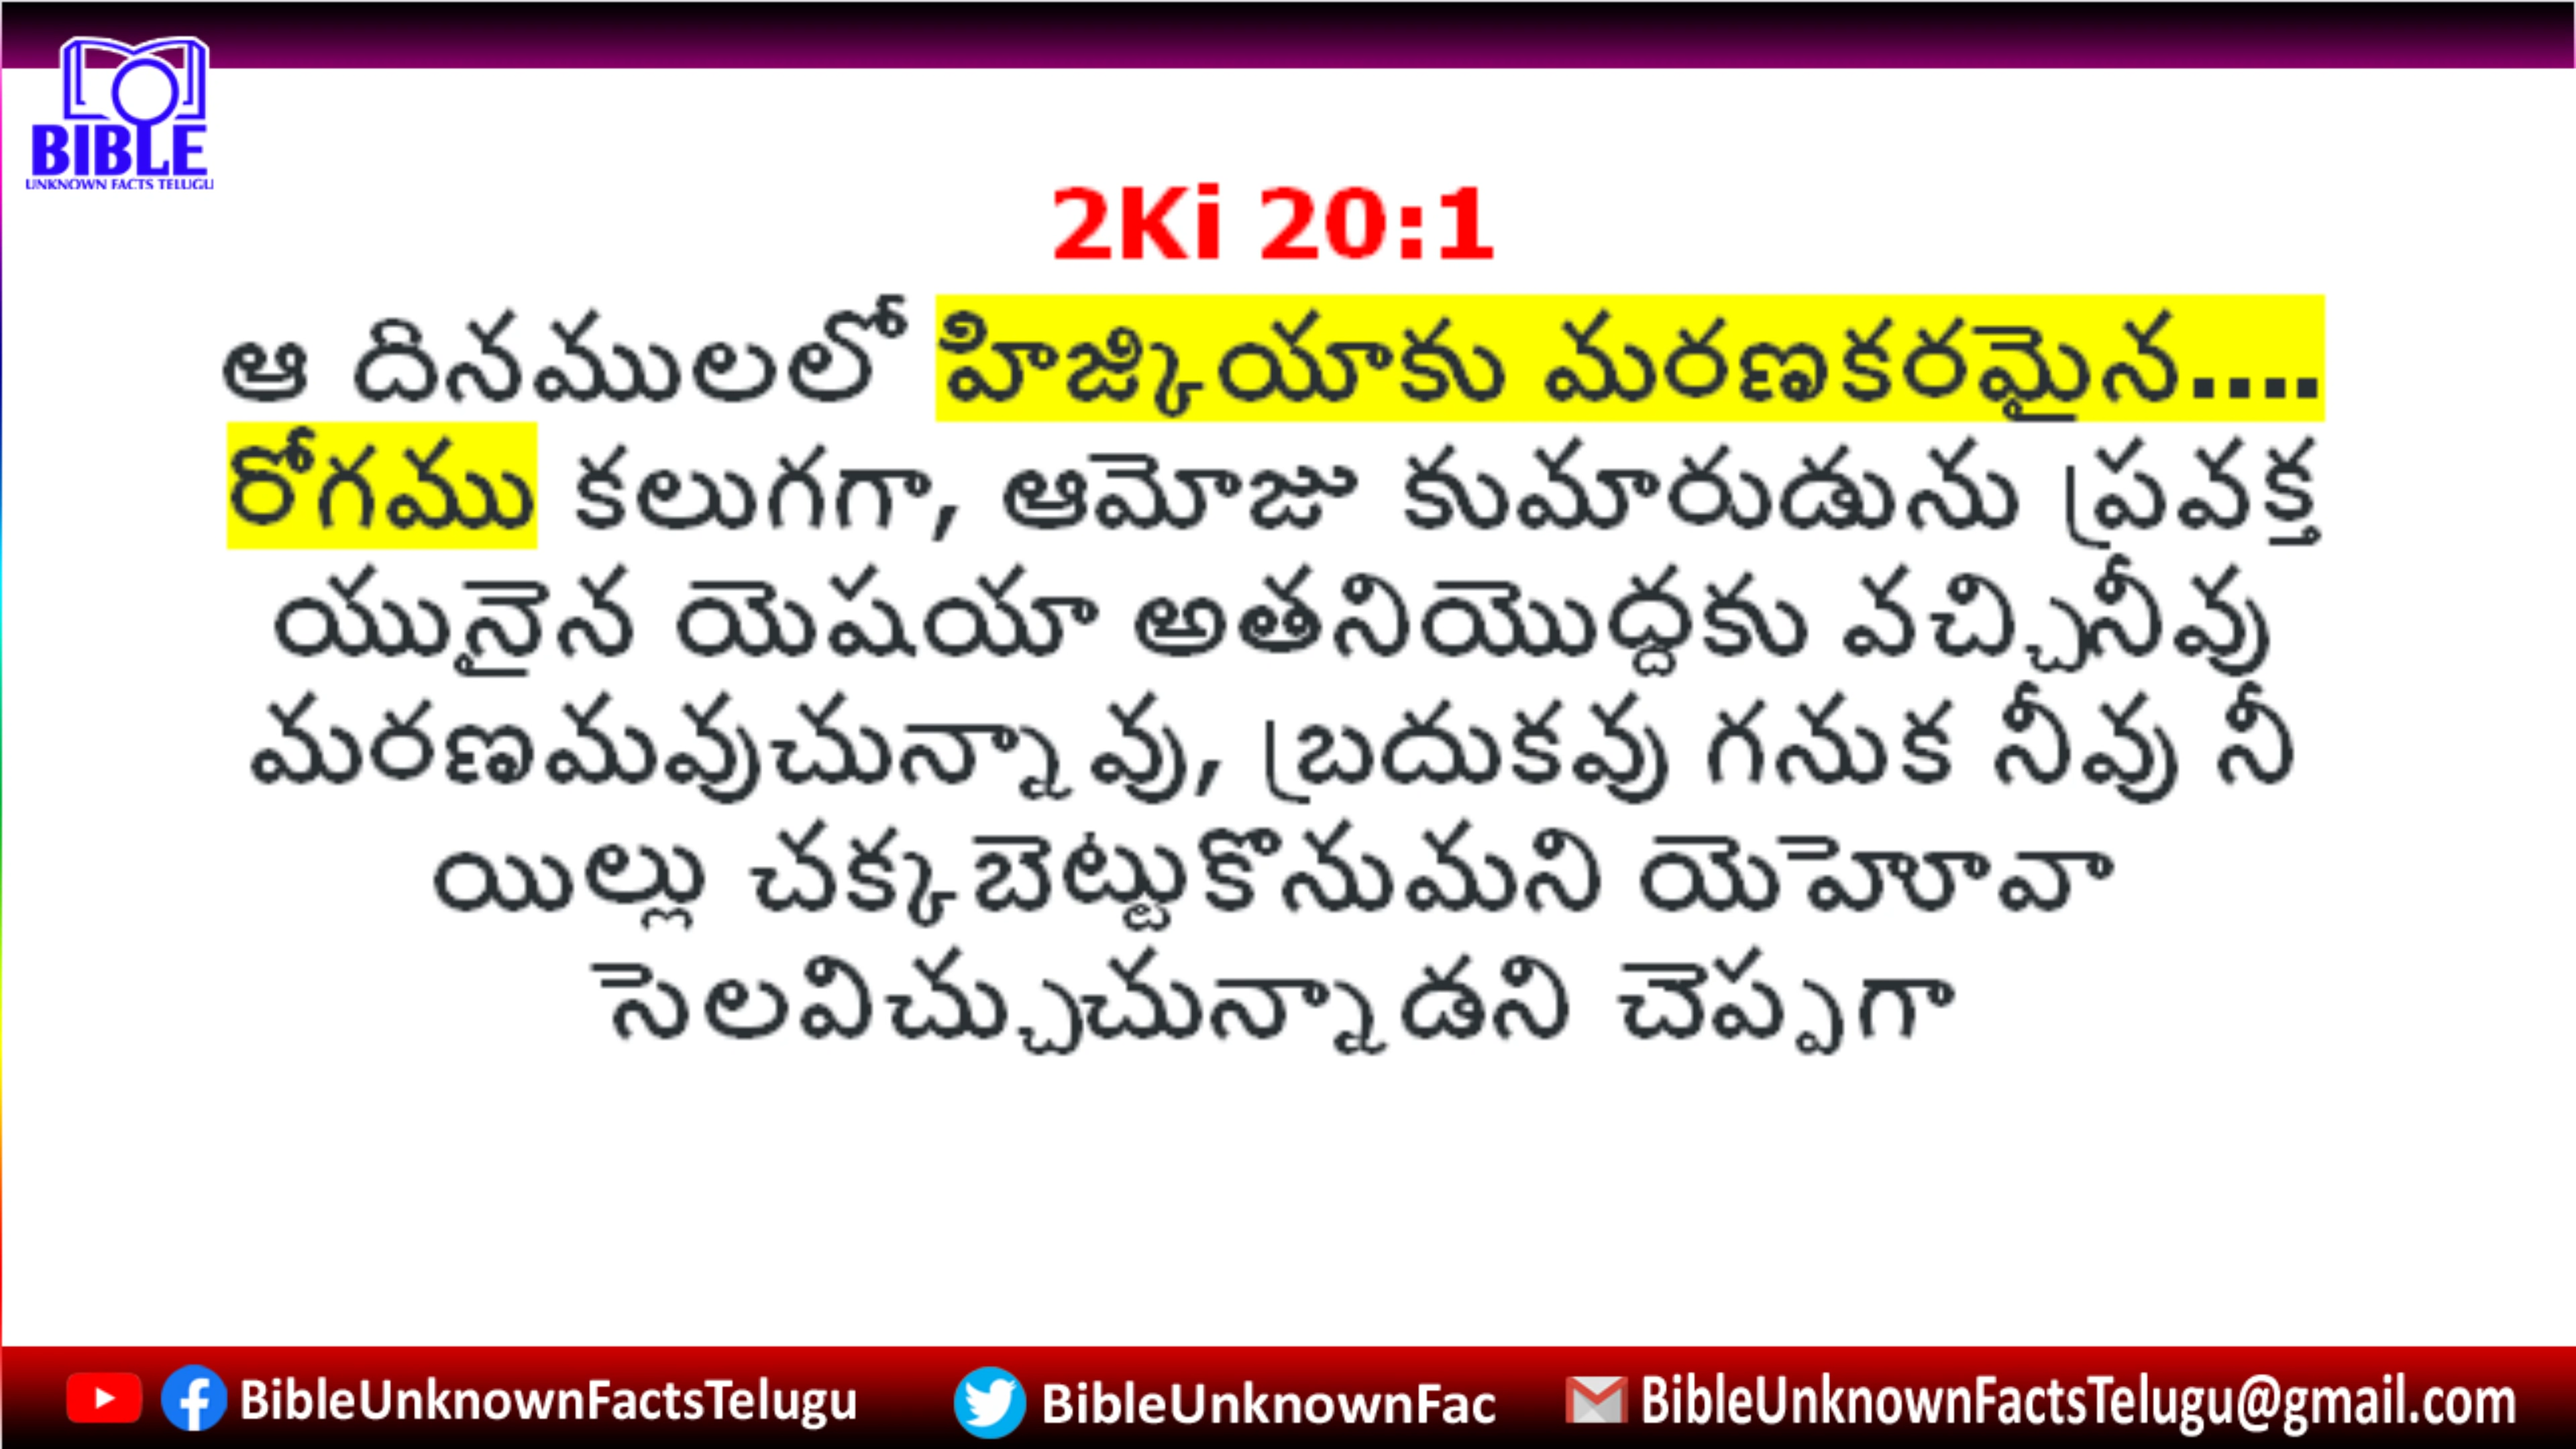 BIBLE
UNKNOWN FACTS TELUGU
2Ki 20:1
ఆ దినములలో హిజ్కియాకు మరణకరమైన....
రోగము కలుగగా, ఆమోజు కుమారుడును ప్రవక్త
యునైన యెషయా అతనియొద్దకు వచ్చినీవు
మరణమవుచున్నావు, బ్రదుకవు గనుక నీవు నీ
యిల్లు చక్కబెట్టుకొనుమని యెహోవా
సెలవిచ్చుచున్నాడని చెప్పగా
BibleUnknownFactsTelugu BibleUnknownFac BibleUnknownFactsTelugu@gmail.com